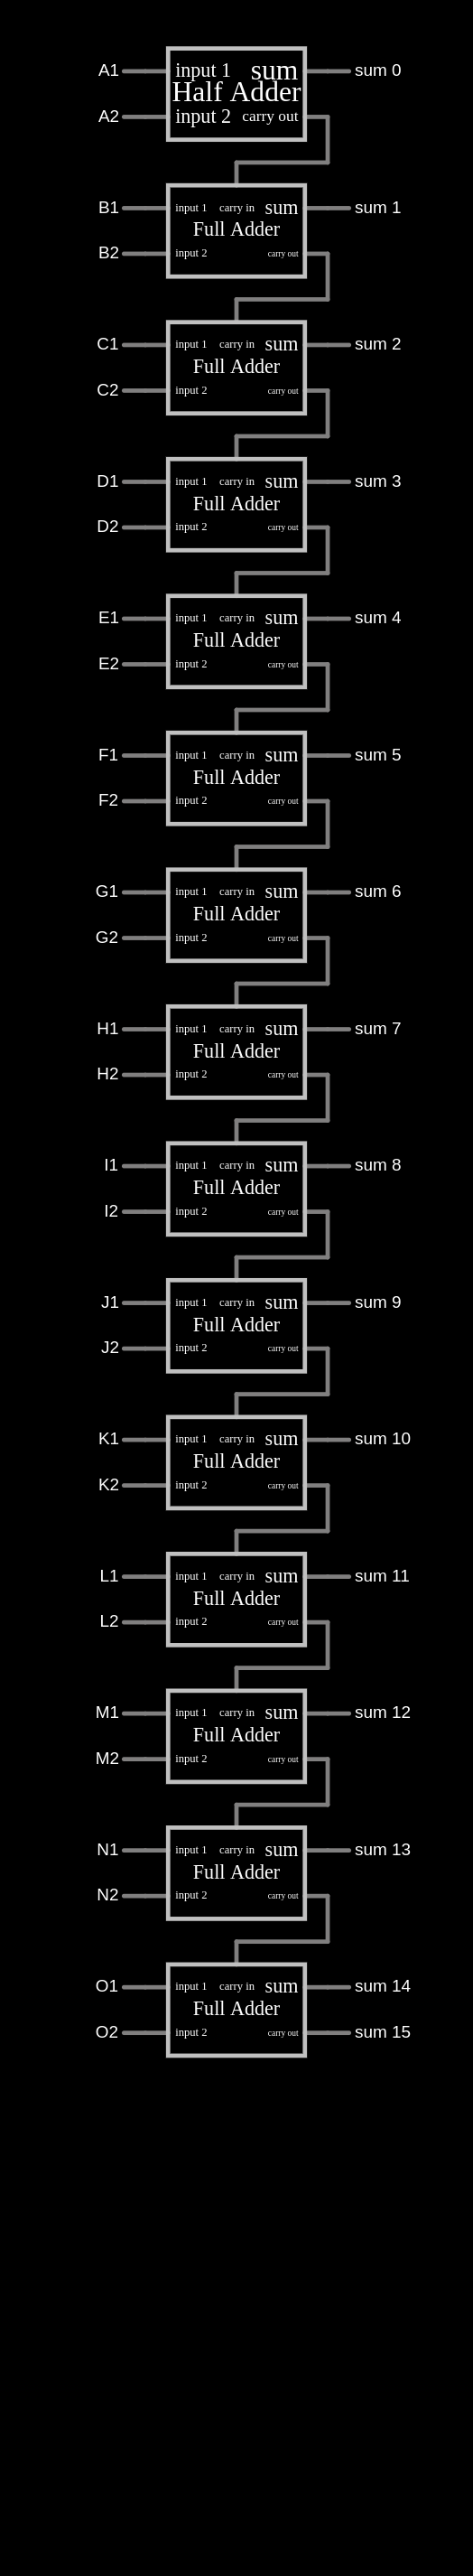 A1 input 1 sum sum 0
Half Adder
A2 input 2 carry out
B1 input 1 carry in sum sum 1
Full Adder
B2 input 2 carry out
C1 input 1 carry in sum sum 2
Full Adder
C2 input 2 carry out
D1 input 1 carry in sum sum 3
Full Adder
D2 input 2 carry out
E1 input 1 carry in sum sum 4
Full Adder
E2 input 2 carry out
F1 input 1 carry in sum sum 5
Full Adder
F2 input 2 carry out
G1 input 1 carry in sum sum 6
Full Adder
G2 input 2 carry out
H1 input 1 carry in sum sum 7
Full Adder
H2 input 2 carry out
I1 input 1 carry in sum sum 8
Full Adder
I2 input 2 carry out
J1 input 1 carry in sum sum 9
Full Adder
J2 input 2 carry out
K1 input 1 carry in sum sum 10
Full Adder
K2 input 2 carry out
L1 input 1 carry in sum sum 11
Full Adder
L2 input 2 carry out
M1 input 1 carry in sum sum 12
Full Adder
M2 input 2 carry out
N1 input 1 carry in sum sum 13
Full Adder
N2 input 2 carry out
O1 input 1 carry in sum sum 14
Full Adder
O2 input 2 carry out sum 15